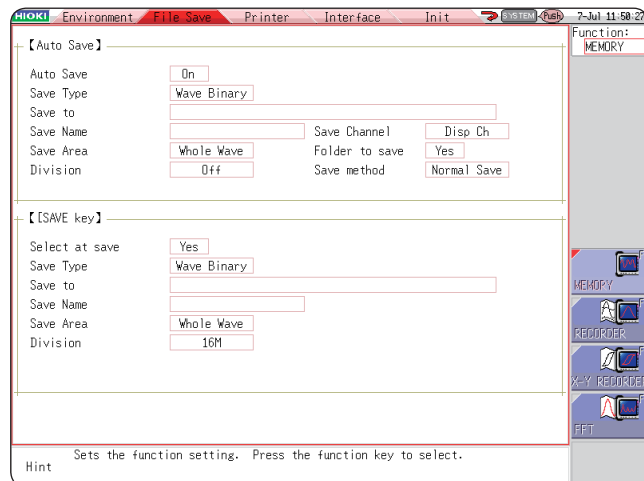 HIOKI Environment File Save Printer Interface Init SYSTEM Push 7-Jul 11:50:27
Function:
MEMORY
【Auto Save】
Auto Save On
Save Type Wave Binary
Save to
Save Name Save Channel Disp Ch
Save Area Whole Wave Folder to save Yes
Division Off Save method Normal Save
【[SAVE key】
Select at save Yes
Save Type Wave Binary
Save to
Save Name
Save Area Whole Wave
Division 16M
MEMORY
RECORDER
X-Y RECORDER
FFT
Sets the function setting. Press the function key to select.
Hint